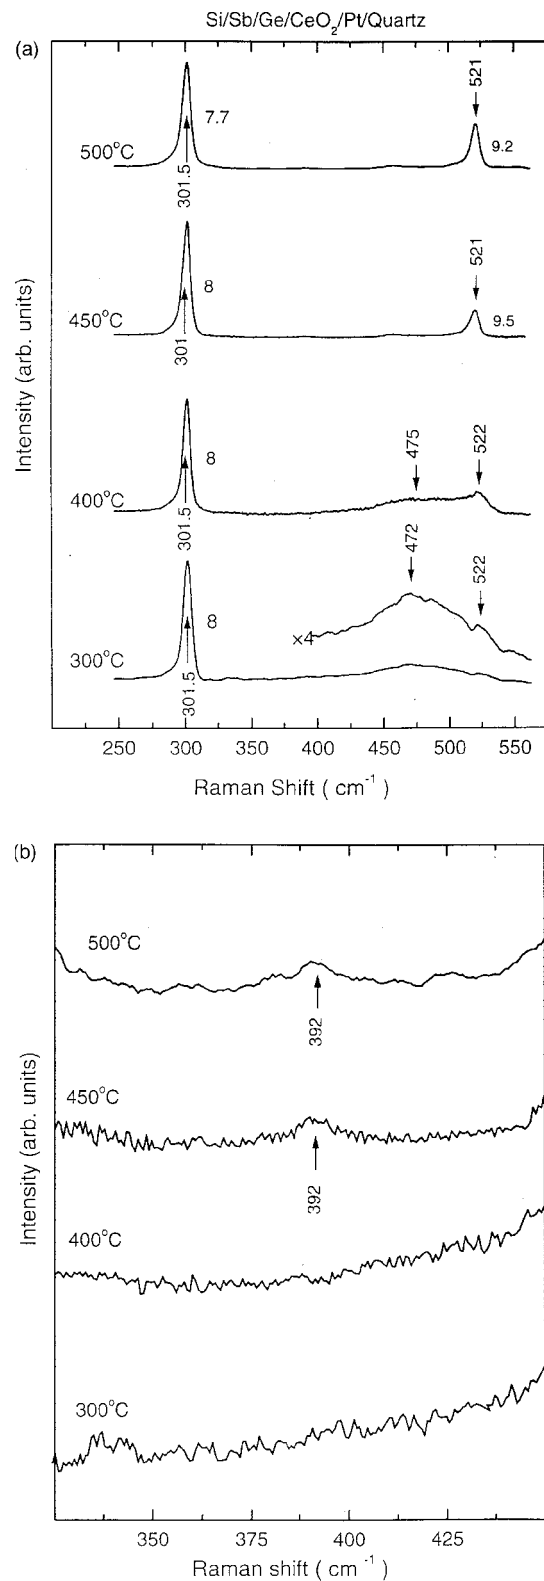 Si/Sb/Ge/CeO₂/Pt/Quartz
(a)
521
7.7
9.2
500°C
301.5
521
8
9.5
450°C
301
475
522
8
400°C
301.5
472
522
×4
8
300°C
301.5
Intensity (arb. units)
250 300 350 400 450 500 550
Raman Shift ( cm⁻¹ )
(b)
500°C
392
450°C
392
400°C
300°C
Intensity (arb. units)
350 375 400 425
Raman shift ( cm⁻¹ )